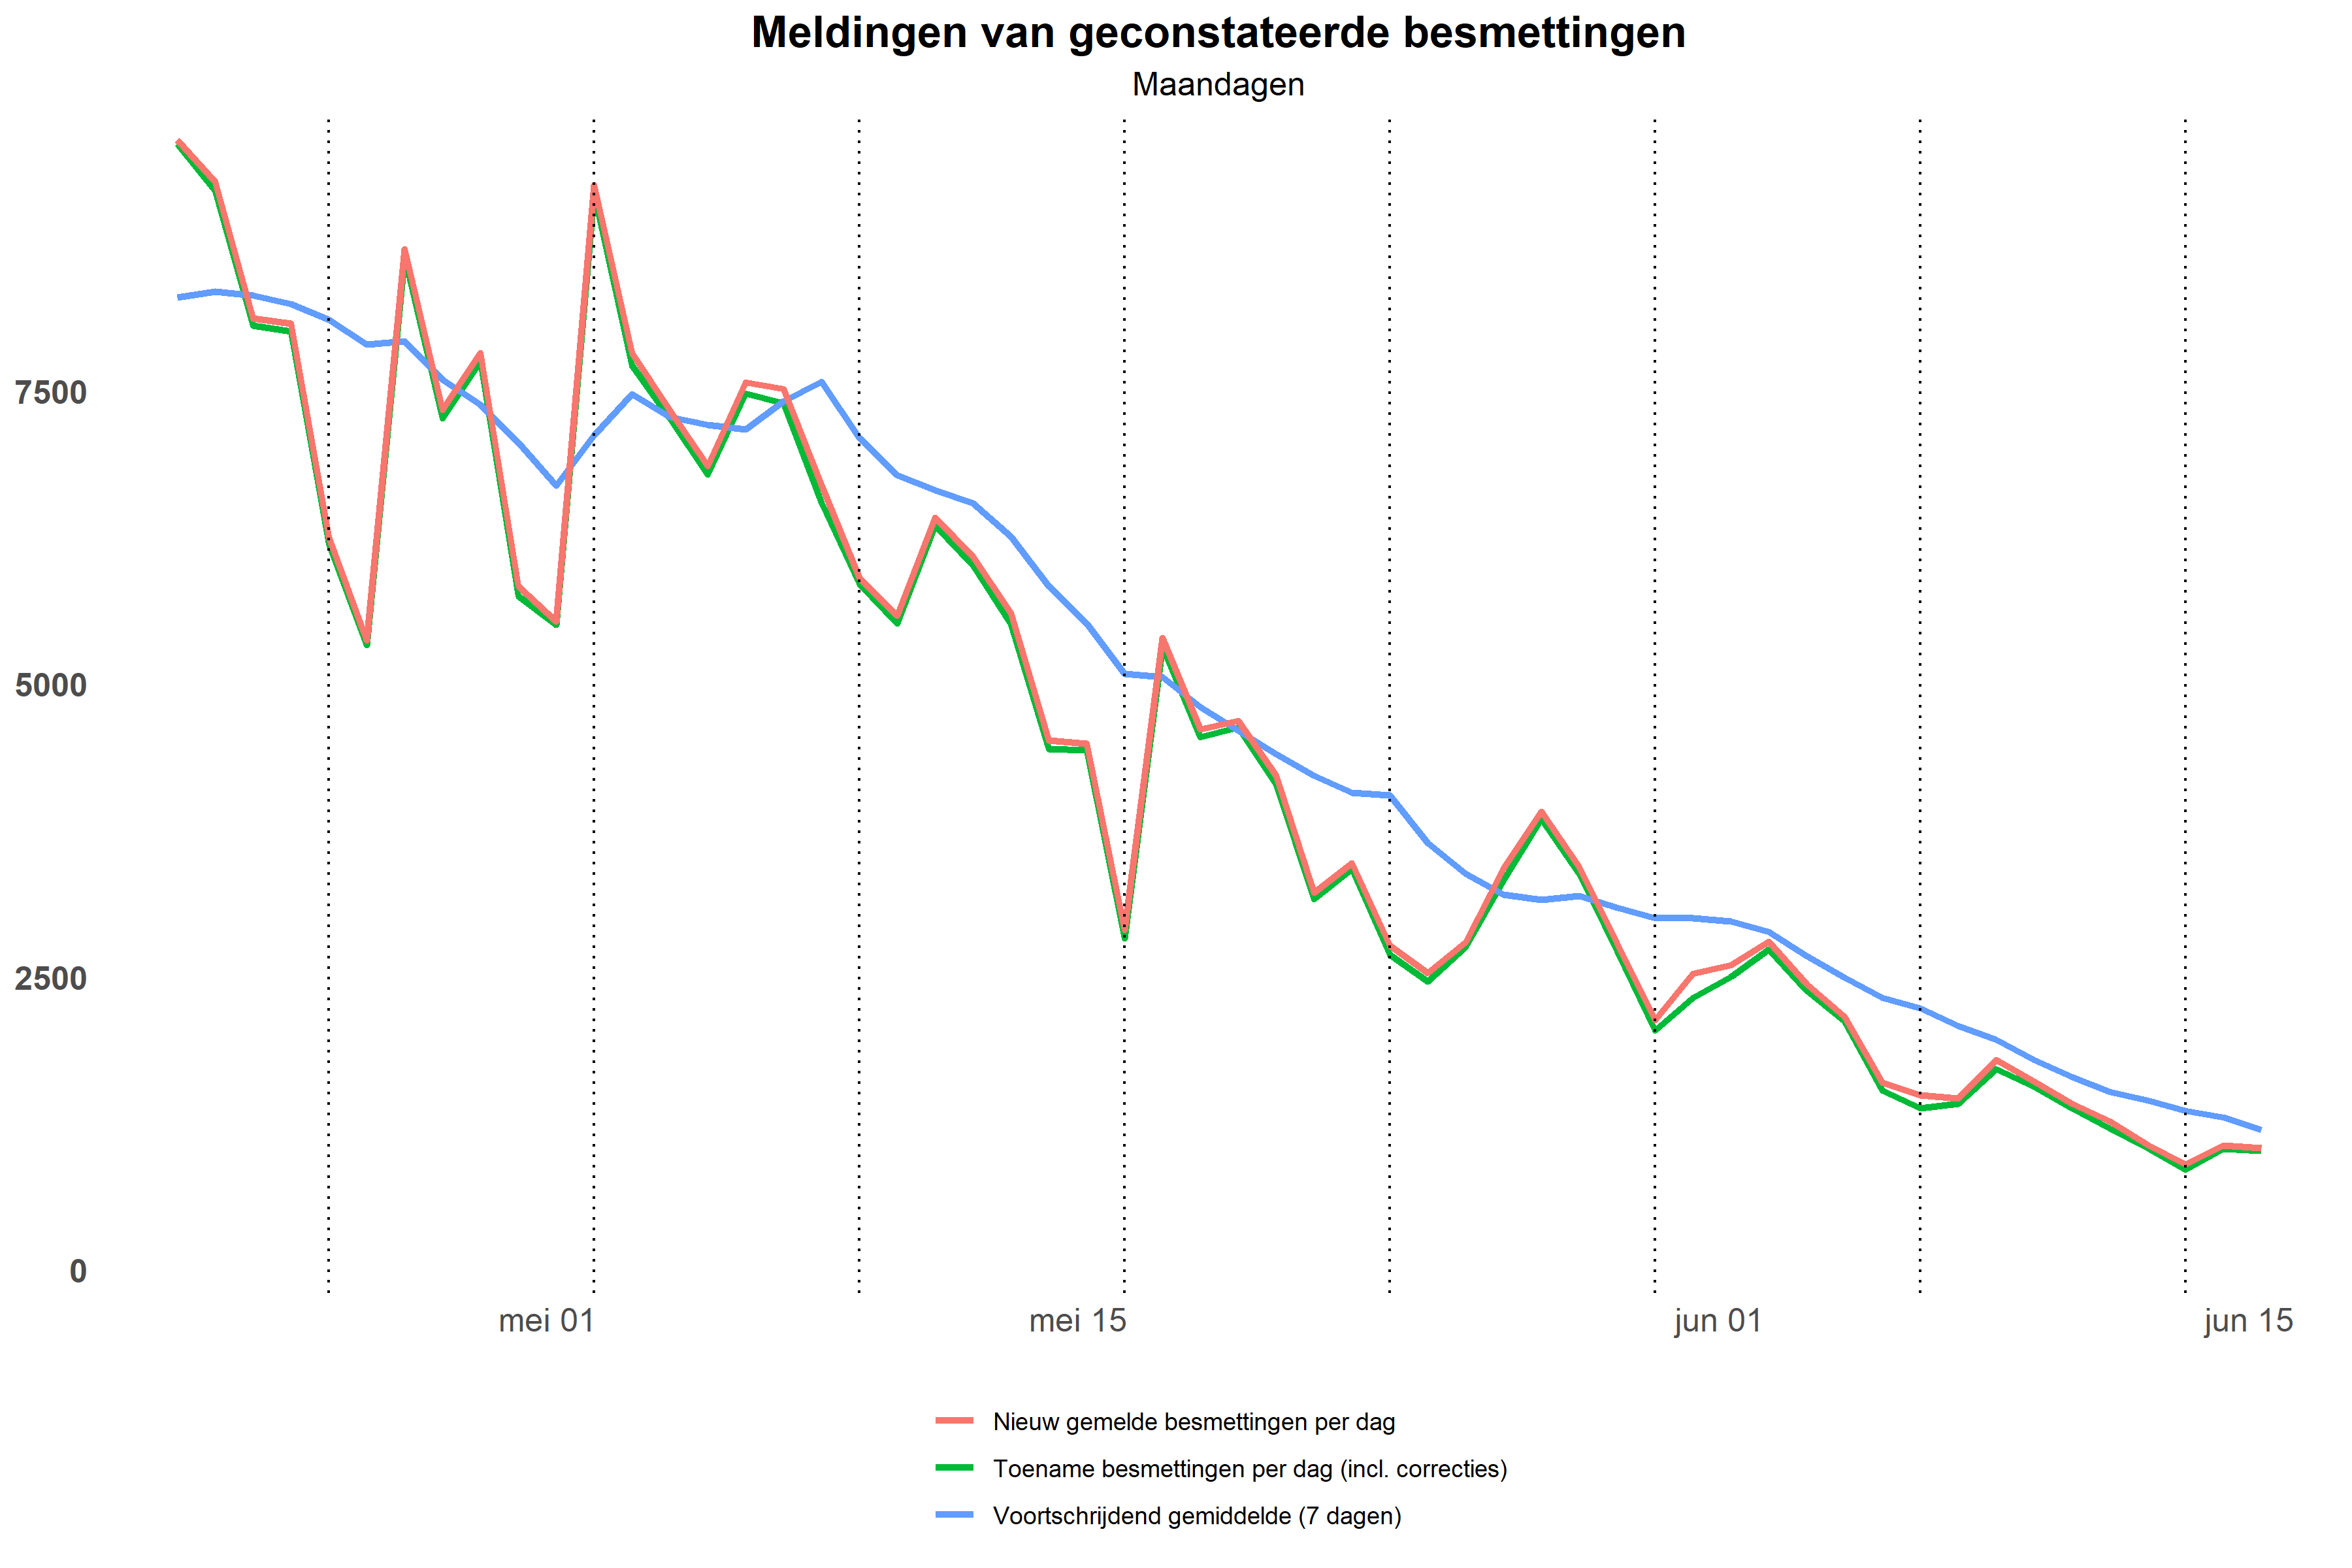 Meldingen van geconstateerde besmettingen
Maandagen
7500
5000
2500
0
mei 01 mei 15 jun 01 jun 15
Nieuw gemelde besmettingen per dag
Toename besmettingen per dag (incl. correcties)
Voortschrijdend gemiddelde (7 dagen)